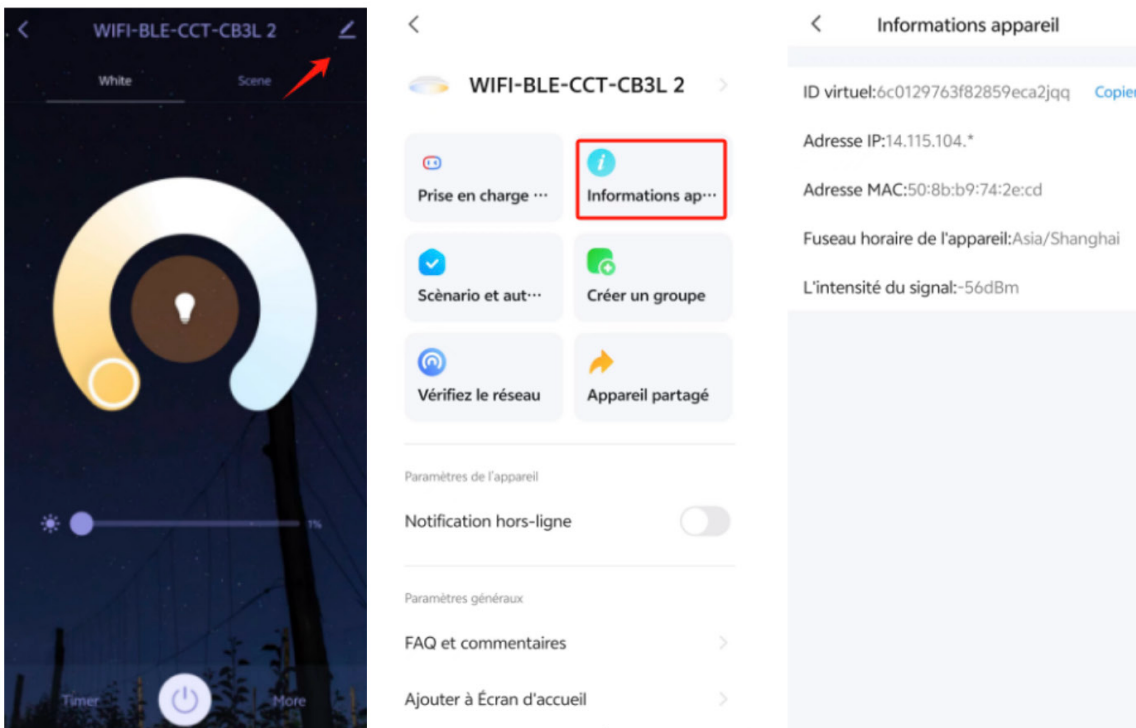 WIFI-BLE-CCT-CB3L 2
White
Scene
1%
Timer
More
WIFI-BLE-CCT-CB3L 2
Prise en charge ···
Informations ap···
Scènario et aut···
Créer un groupe
Vérifiez le réseau
Appareil partagé
Paramètres de l'appareil
Notification hors-ligne
Paramètres généraux
FAQ et commentaires
Ajouter à Écran d'accueil
Informations appareil
ID virtuel:6c0129763f82859eca2jqq Copier
Adresse IP:14.115.104.*
Adresse MAC:50:8b:b9:74:2e:cd
Fuseau horaire de l'appareil:Asia/Shanghai
L'intensité du signal:-56dBm